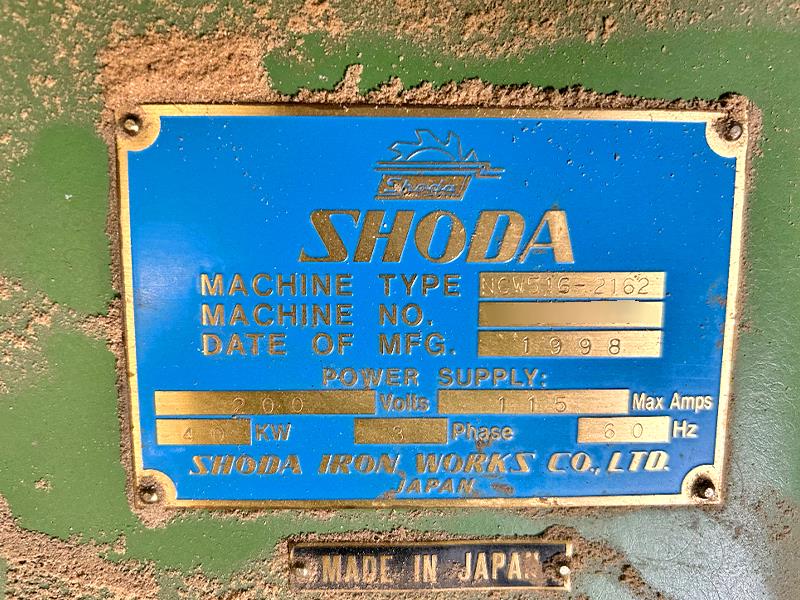 Shoda
SHODA
MACHINE TYPE NCW516-2162
MACHINE NO.
DATE OF MFG. 1998
POWER SUPPLY:
200 Volts 115 Max Amps
40 KW 3 Phase 60 Hz
SHODA IRON WORKS CO., LTD.
JAPAN
MADE IN JAPAN